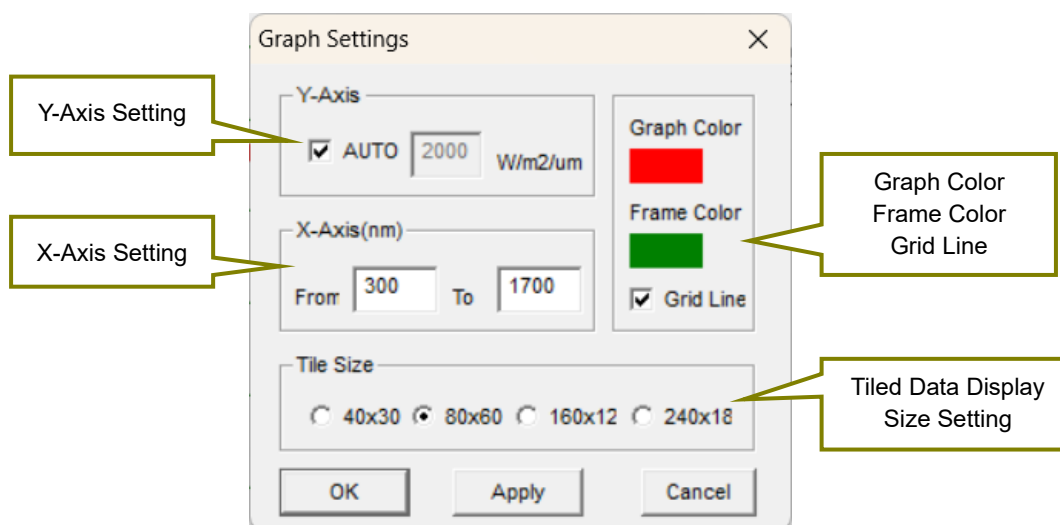 Graph Settings
Y-Axis Setting
Y-Axis
AUTO 2000 W/m2/um
X-Axis Setting
X-Axis(nm)
From 300 To 1700
Graph Color
Frame Color
Grid Line
Graph Color
Frame Color
Grid Line
Tile Size
40x30 80x60 160x12 240x18
Tiled Data Display
Size Setting
OK Apply Cancel